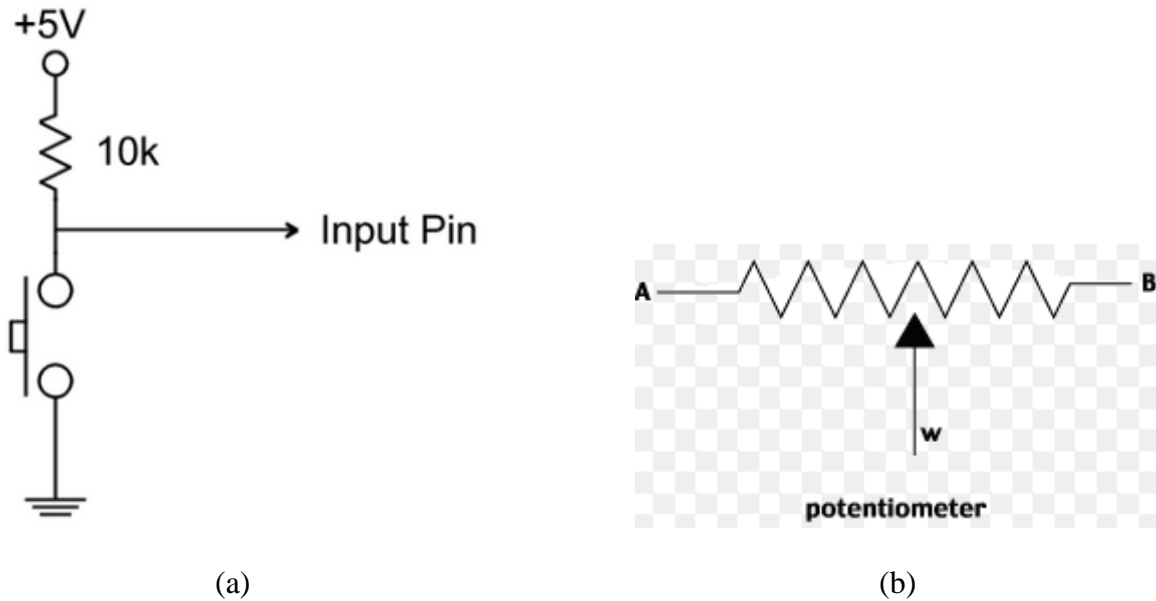 +5V
10k
Input Pin
A
B
w
potentiometer
(a)
(b)